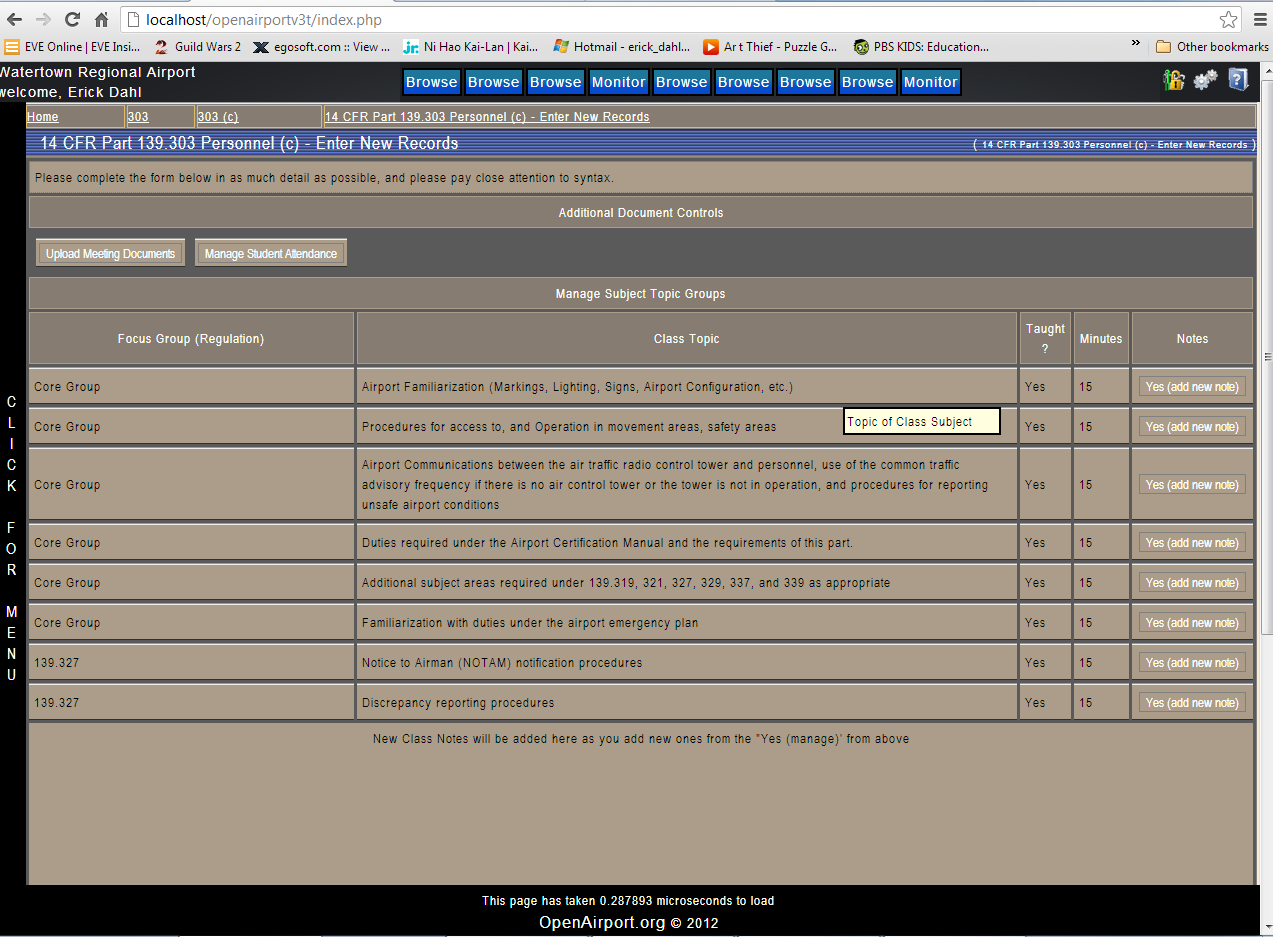 localhost/openairportv3t/index.php
EVE Online | EVE Insi... Guild Wars 2 egosoft.com :: View ... Ni Hao Kai-Lan | Kai... Hotmail - erick_dahl... Art Thief - Puzzle G... PBS KIDS: Education... » Other bookmarks
Watertown Regional Airport
welcome, Erick Dahl
Browse Browse Browse Monitor Browse Browse Browse Browse Monitor
Home 303 303 (c) 14 CFR Part 139.303 Personnel (c) - Enter New Records
14 CFR Part 139.303 Personnel (c) - Enter New Records ( 14 CFR Part 139.303 Personnel (c) - Enter New Records )
Please complete the form below in as much detail as possible, and please pay close attention to syntax.
Additional Document Controls
Upload Meeting Documents Manage Student Attendance
Manage Subject Topic Groups
Focus Group (Regulation) Class Topic Taught ? Minutes Notes
Core Group Airport Familiarization (Markings, Lighting, Signs, Airport Configuration, etc.) Yes 15 Yes (add new note)
Core Group Procedures for access to, and Operation in movement areas, safety areas Yes 15 Yes (add new note)
Topic of Class Subject
Core Group Airport Communications between the air traffic radio control tower and personnel, use of the common traffic
advisory frequency if there is no air control tower or the tower is not in operation, and procedures for reporting
unsafe airport conditions Yes 15 Yes (add new note)
Core Group Duties required under the Airport Certification Manual and the requirements of this part. Yes 15 Yes (add new note)
Core Group Additional subject areas required under 139.319, 321, 327, 329, 337, and 339 as appropriate Yes 15 Yes (add new note)
Core Group Familiarization with duties under the airport emergency plan Yes 15 Yes (add new note)
139.327 Notice to Airman (NOTAM) notification procedures Yes 15 Yes (add new note)
139.327 Discrepancy reporting procedures Yes 15 Yes (add new note)
New Class Notes will be added here as you add new ones from the "Yes (manage)' from above
CLICK FOR MENU
This page has taken 0.287893 microseconds to load
OpenAirport.org © 2012